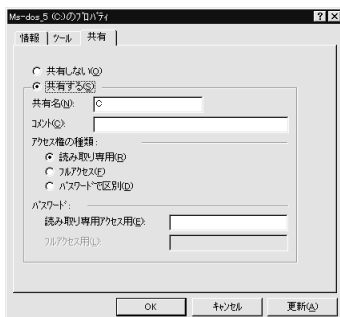 Ms-dos_5 (C:)のﾌﾟﾛﾊﾟﾃｨ
情報 ツール 共有
共有しない(O)
共有する(S)
共有名(N): C
ｺﾒﾝﾄ(C):
ｱｸｾｽ権の種類:
読み取り専用(R)
ﾌﾙｱｸｾｽ(F)
ﾊﾟｽﾜｰﾄﾞで区別(D)
ﾊﾟｽﾜｰﾄﾞ:
読み取り専用ｱｸｾｽ用(E):
ﾌﾙｱｸｾｽ用(L):
OK ｷｬﾝｾﾙ 更新(A)